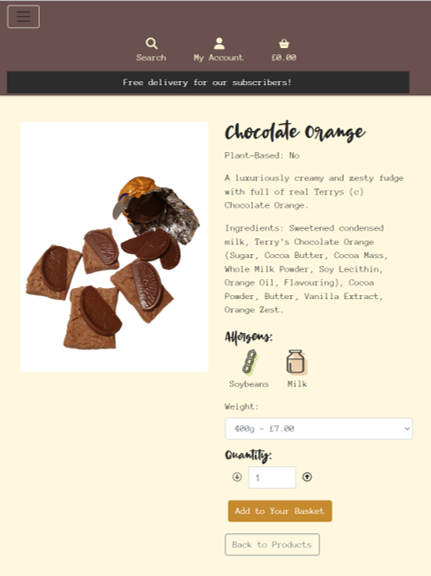 Search My Account £0.00
Free delivery for our subscribers!
Chocolate Orange
Plant-Based: No
A luxuriously creamy and zesty fudge
with full of real Terrys (c)
Chocolate Orange.
Ingredients: Sweetened condensed
milk, Terry's Chocolate Orange
(Sugar, Cocoa Butter, Cocoa Mass,
Whole Milk Powder, Soy Lecithin,
Orange Oil, Flavouring), Cocoa
Powder, Butter, Vanilla Extract,
Orange Zest.
Allergens:
Soybeans Milk
Weight:
400g - £7.00
Quantity:
1
Add to Your Basket
Back to Products